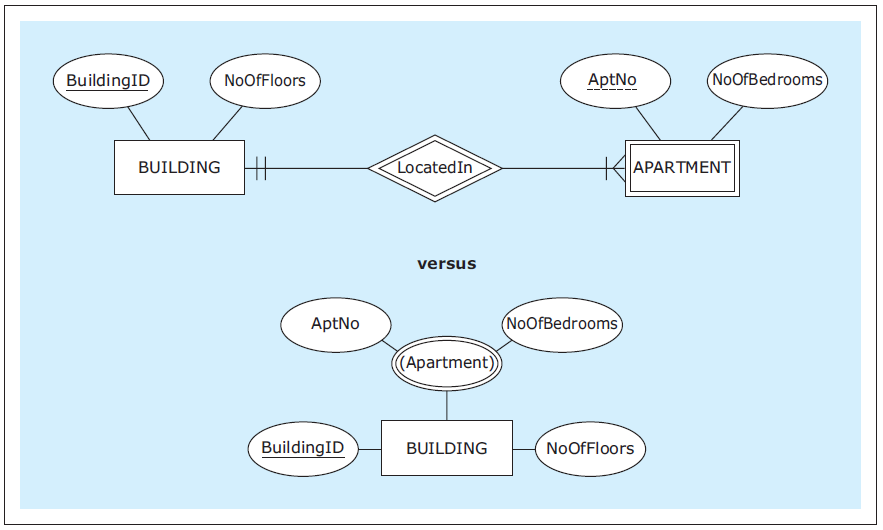 BuildingID
NoOfFloors
AptNo
NoOfBedrooms
BUILDING
LocatedIn
APARTMENT
versus
AptNo
NoOfBedrooms
(Apartment)
BuildingID
BUILDING
NoOfFloors